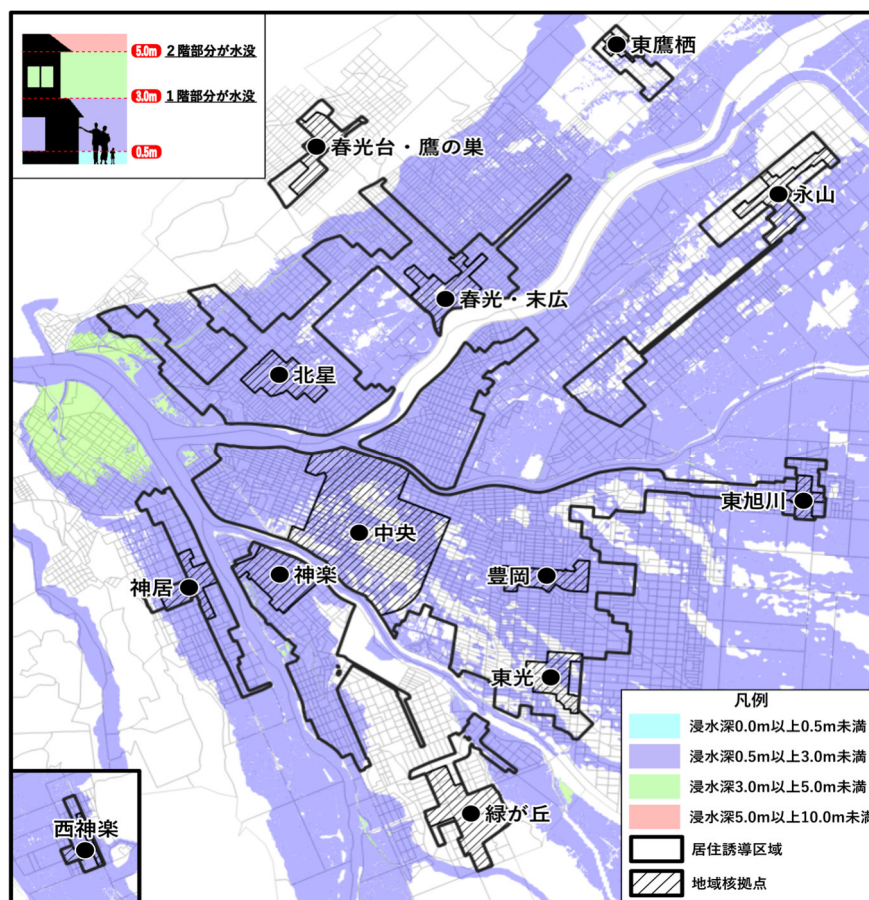 5.0m 2階部分が水没
3.0m 1階部分が水没
0.5m
東鷹栖
春光台・鷹の巣
永山
春光・末広
北星
東旭川
中央
豊岡
神楽
神居
東光
緑が丘
西神楽
凡例
浸水深0.0m以上0.5m未満
浸水深0.5m以上3.0m未満
浸水深3.0m以上5.0m未満
浸水深5.0m以上10.0m未満
居住誘導区域
地域核拠点